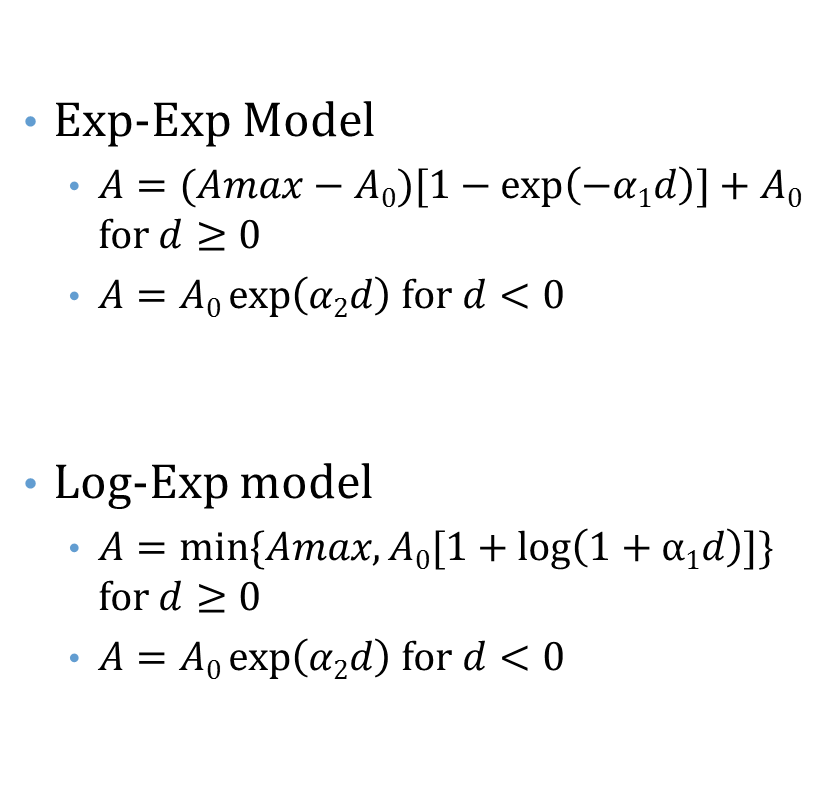 • Exp-Exp Model
• A = (Amax − A₀)[1 − exp(−α₁d)] + A₀
for d ≥ 0
• A = A₀ exp(α₂d) for d < 0
• Log-Exp model
• A = min{Amax, A₀[1 + log(1 + α₁d)]}
for d ≥ 0
• A = A₀ exp(α₂d) for d < 0